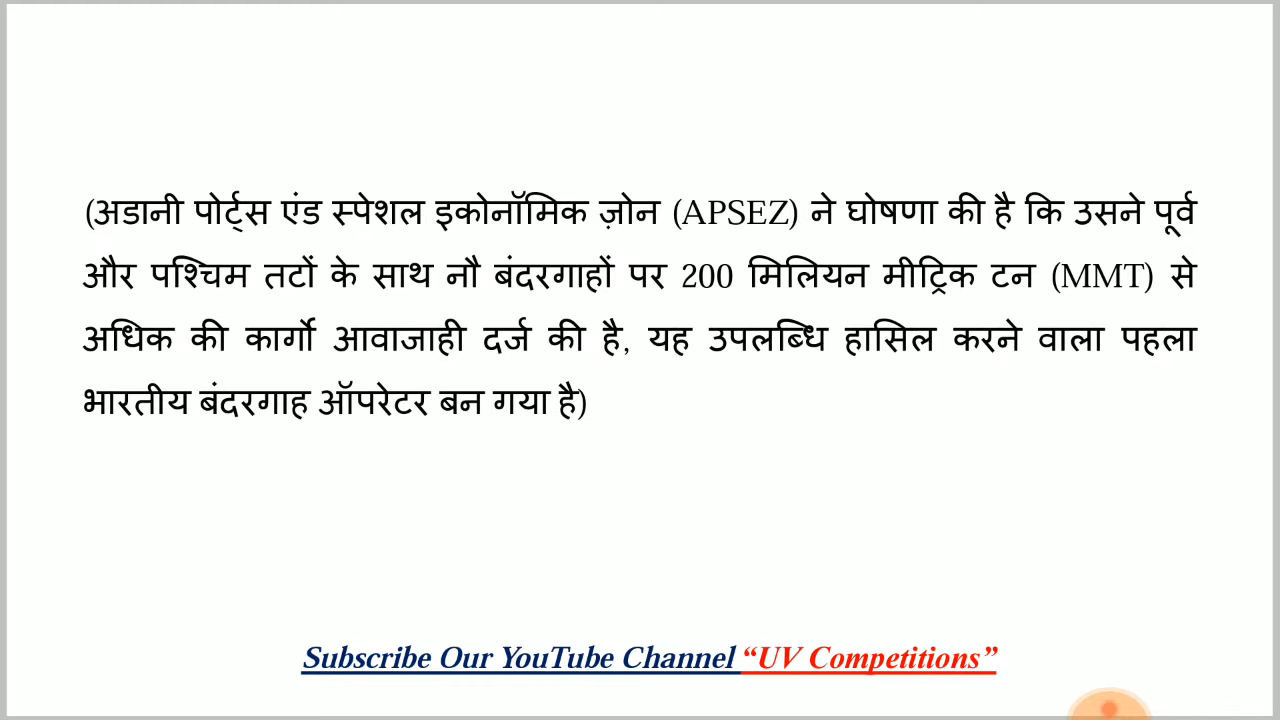 (अडानी पोर्ट्स एंड स्पेशल इकोनॉमिक ज़ोन (APSEZ) ने घोषणा की है कि उसने पूर्व
और पश्चिम तटों के साथ नौ बंदरगाहों पर 200 मिलियन मीट्रिक टन (MMT) से
अधिक की कार्गो आवाजाही दर्ज की है, यह उपलब्धि हासिल करने वाला पहला
भारतीय बंदरगाह ऑपरेटर बन गया है)
Subscribe Our YouTube Channel “UV Competitions”